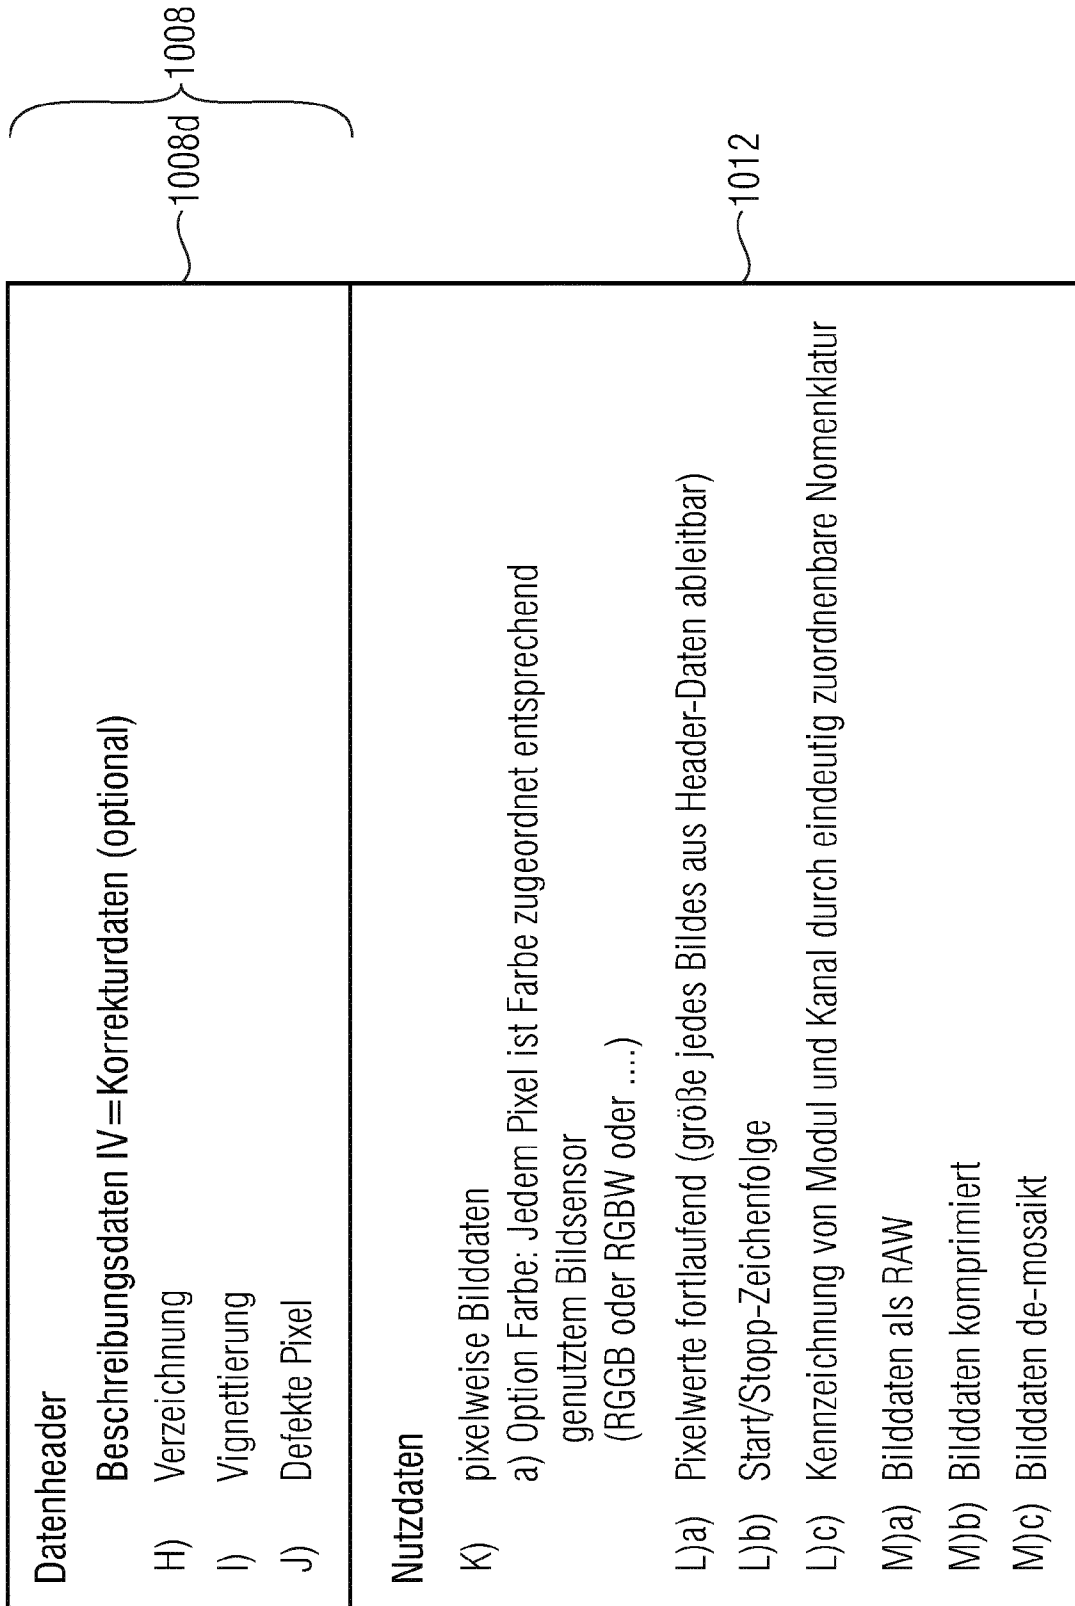 Datenheader
Beschreibungsdaten IV=Korrekturdaten (optional)
H) Verzeichnung
I) Vignettierung
J) Defekte Pixel
1008d
1008
Nutzdaten
K) pixelweise Bilddaten
a) Option Farbe: Jedem Pixel ist Farbe zugeordnet entsprechend
genutztem Bildsensor
(RGGB oder RGBW oder ....)
L)a) Pixelwerte fortlaufend (größe jedes Bildes aus Header-Daten ableitbar)
L)b) Start/Stopp-Zeichenfolge
L)c) Kennzeichnung von Modul und Kanal durch eindeutig zuordnenbare Nomenklatur
M)a) Bilddaten als RAW
M)b) Bilddaten komprimiert
M)c) Bilddaten de-mosaikt
1012